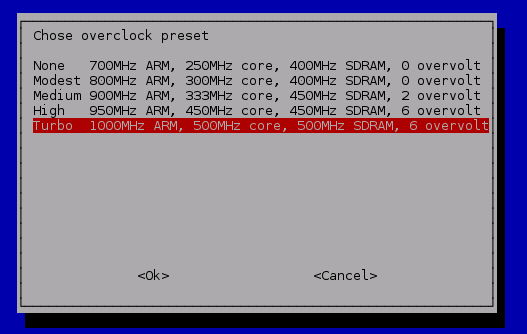 Chose overclock preset
None 700MHz ARM, 250MHz core, 400MHz SDRAM, 0 overvolt
Modest 800MHz ARM, 300MHz core, 400MHz SDRAM, 0 overvolt
Medium 900MHz ARM, 333MHz core, 450MHz SDRAM, 2 overvolt
High 950MHz ARM, 450MHz core, 450MHz SDRAM, 6 overvolt
Turbo 1000MHz ARM, 500MHz core, 500MHz SDRAM, 6 overvolt
<Ok> <Cancel>